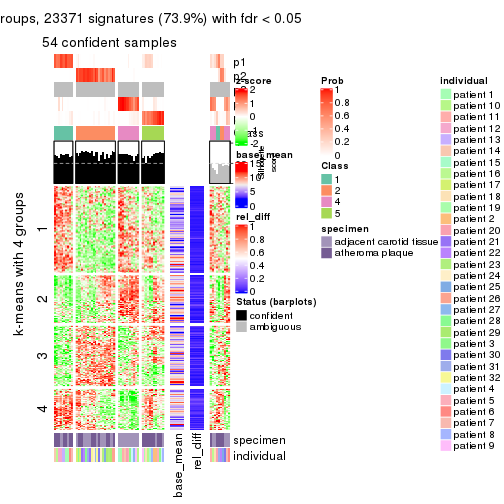 roups, 23371 signatures (73.9%) with fdr < 0.05
54 confident samples
p1
p2
z-score
2
1
0
-1
-2
base_mean
15
10
5
0
rel_diff
1
0.8
0.6
0.4
0.2
0
Status (barplots)
confident
ambiguous
Prob
1
0.8
0.6
0.4
0.2
0
Class
1
2
4
5
specimen
adjacent carotid tissue
atheroma plaque
individual
patient 1
patient 10
patient 11
patient 12
patient 13
patient 14
patient 15
patient 16
patient 17
patient 18
patient 19
patient 2
patient 20
patient 21
patient 22
patient 23
patient 24
patient 25
patient 26
patient 27
patient 28
patient 29
patient 3
patient 30
patient 31
patient 32
patient 4
patient 5
patient 6
patient 7
patient 8
patient 9
k-means with 4 groups
1
2
3
4
specimen
individual
base_mean
rel_diff